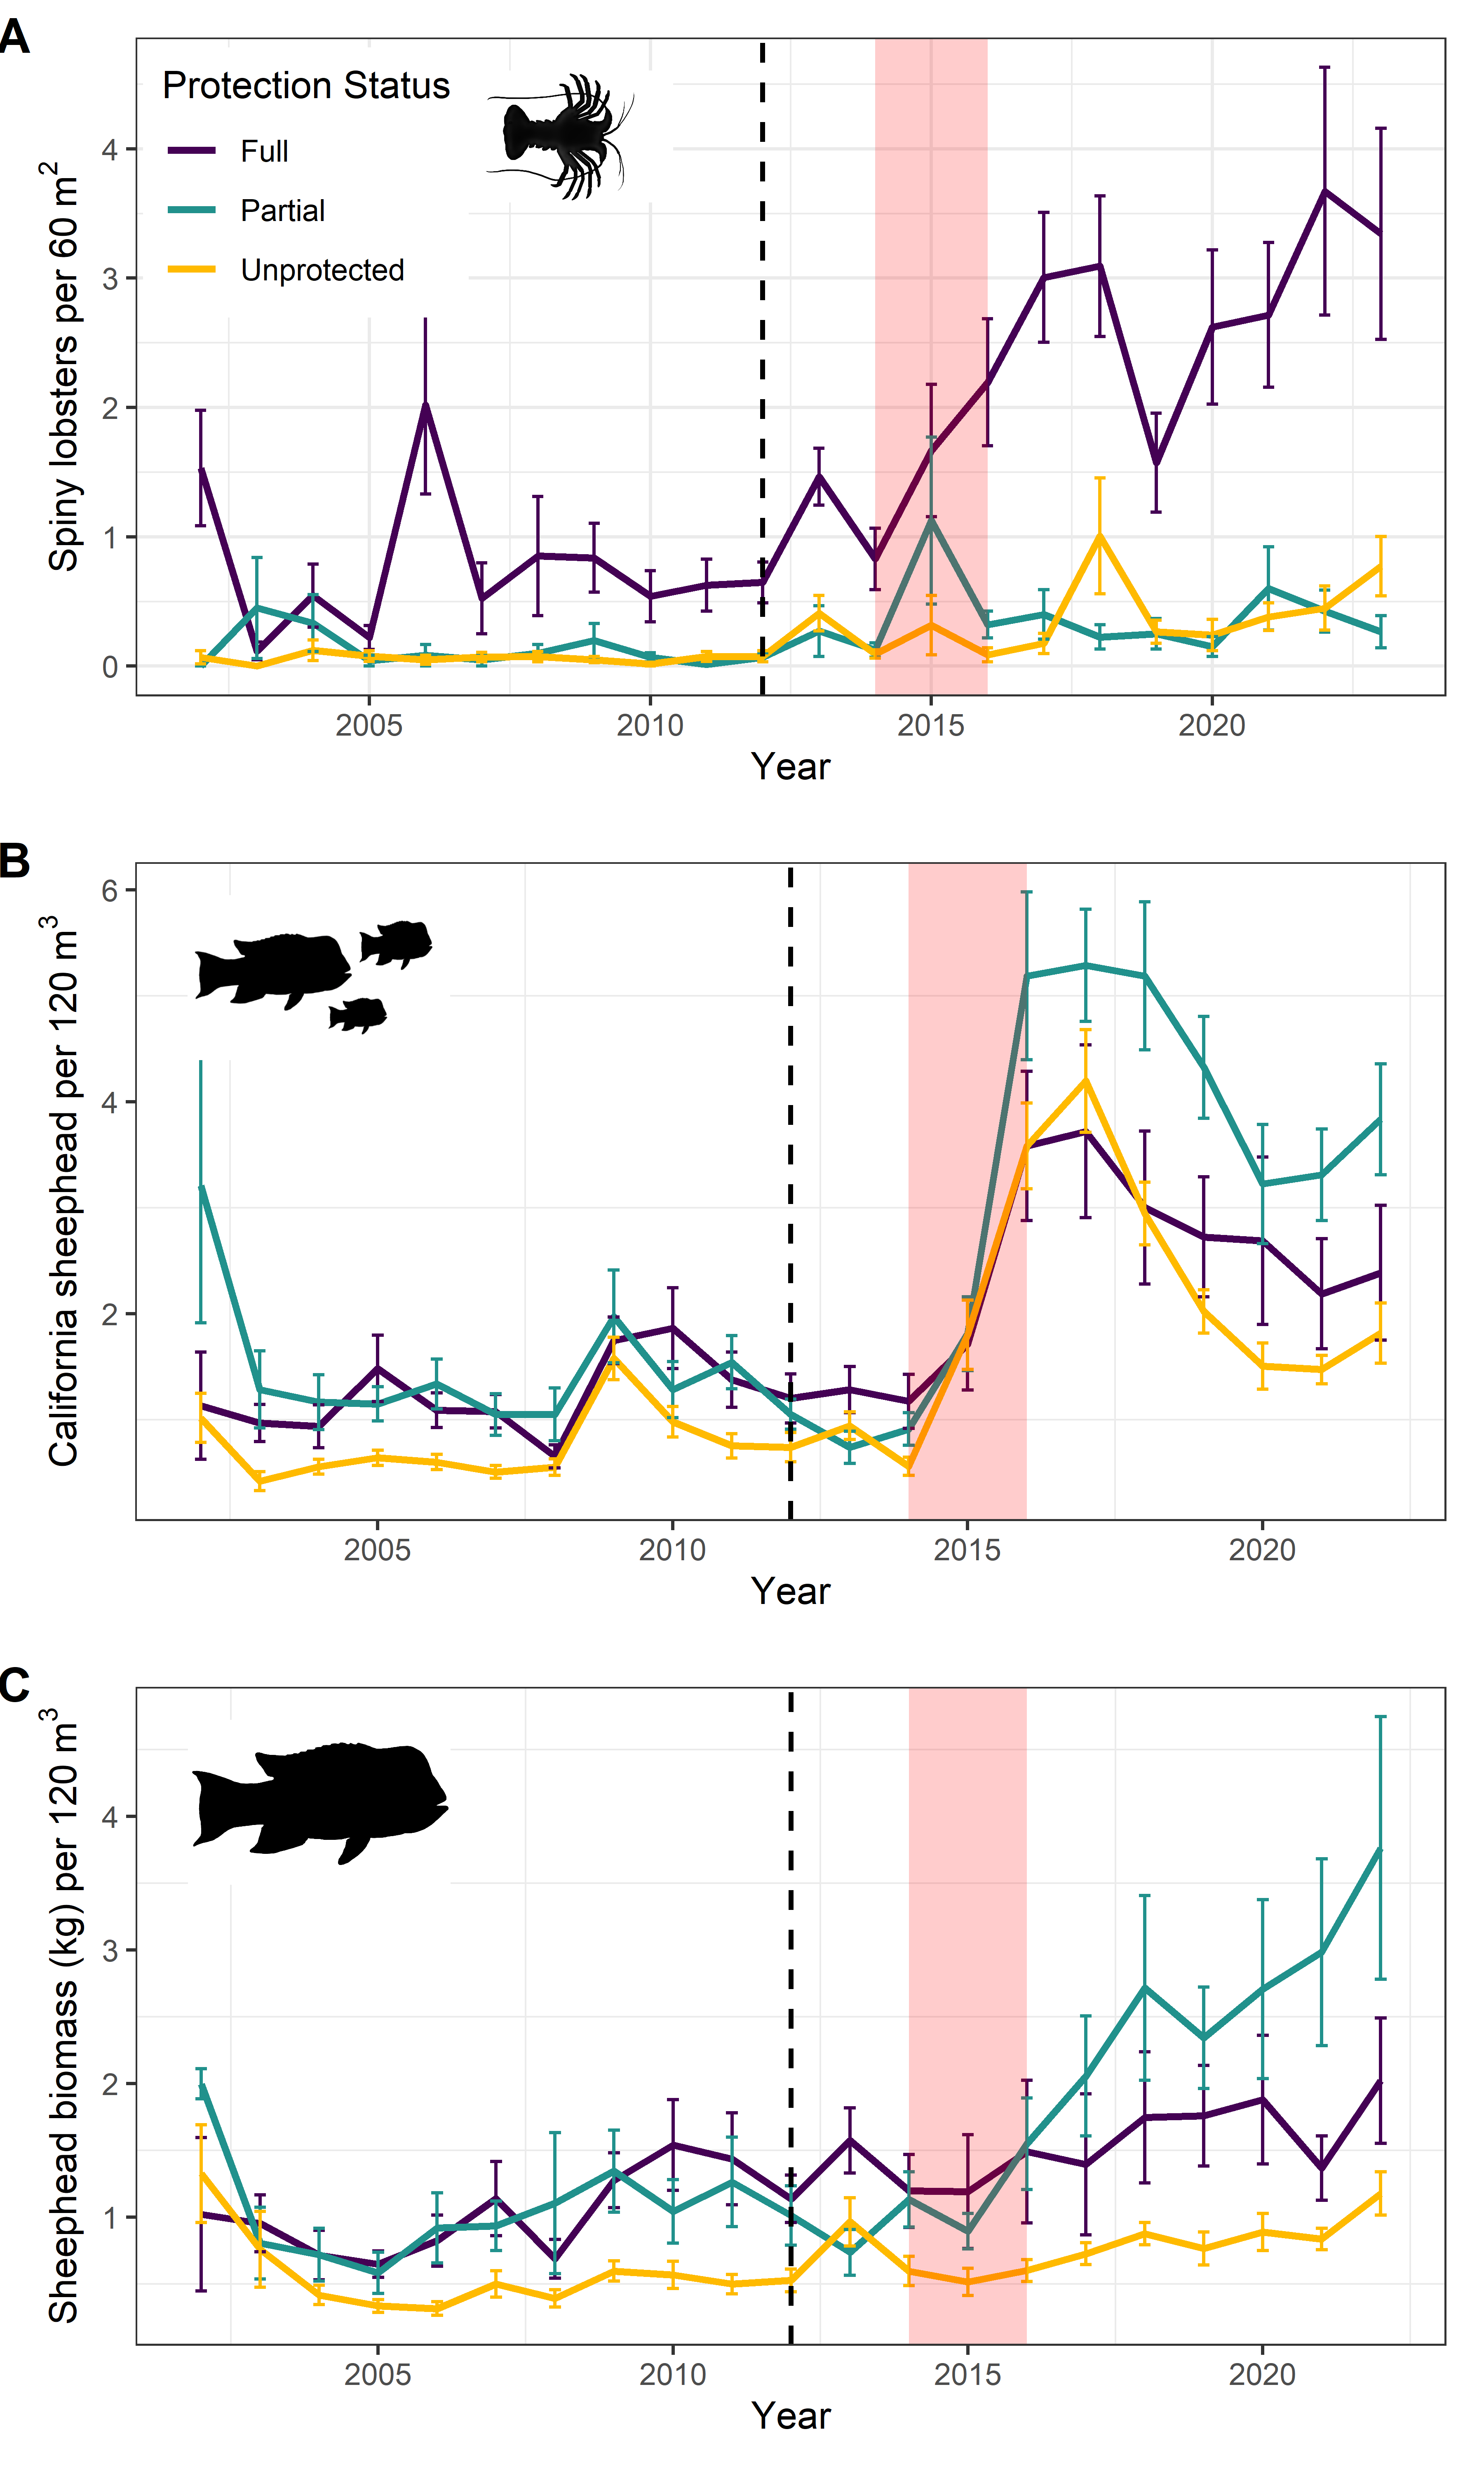 A
Protection Status
Full
Partial
Unprotected
Spiny lobsters per 60 m²
4
3
2
1
0
2005 2010 2015 2020
Year
B
California sheephead per 120 m³
6
4
2
2005 2010 2015 2020
Year
C
Sheephead biomass (kg) per 120 m³
4
3
2
1
2005 2010 2015 2020
Year